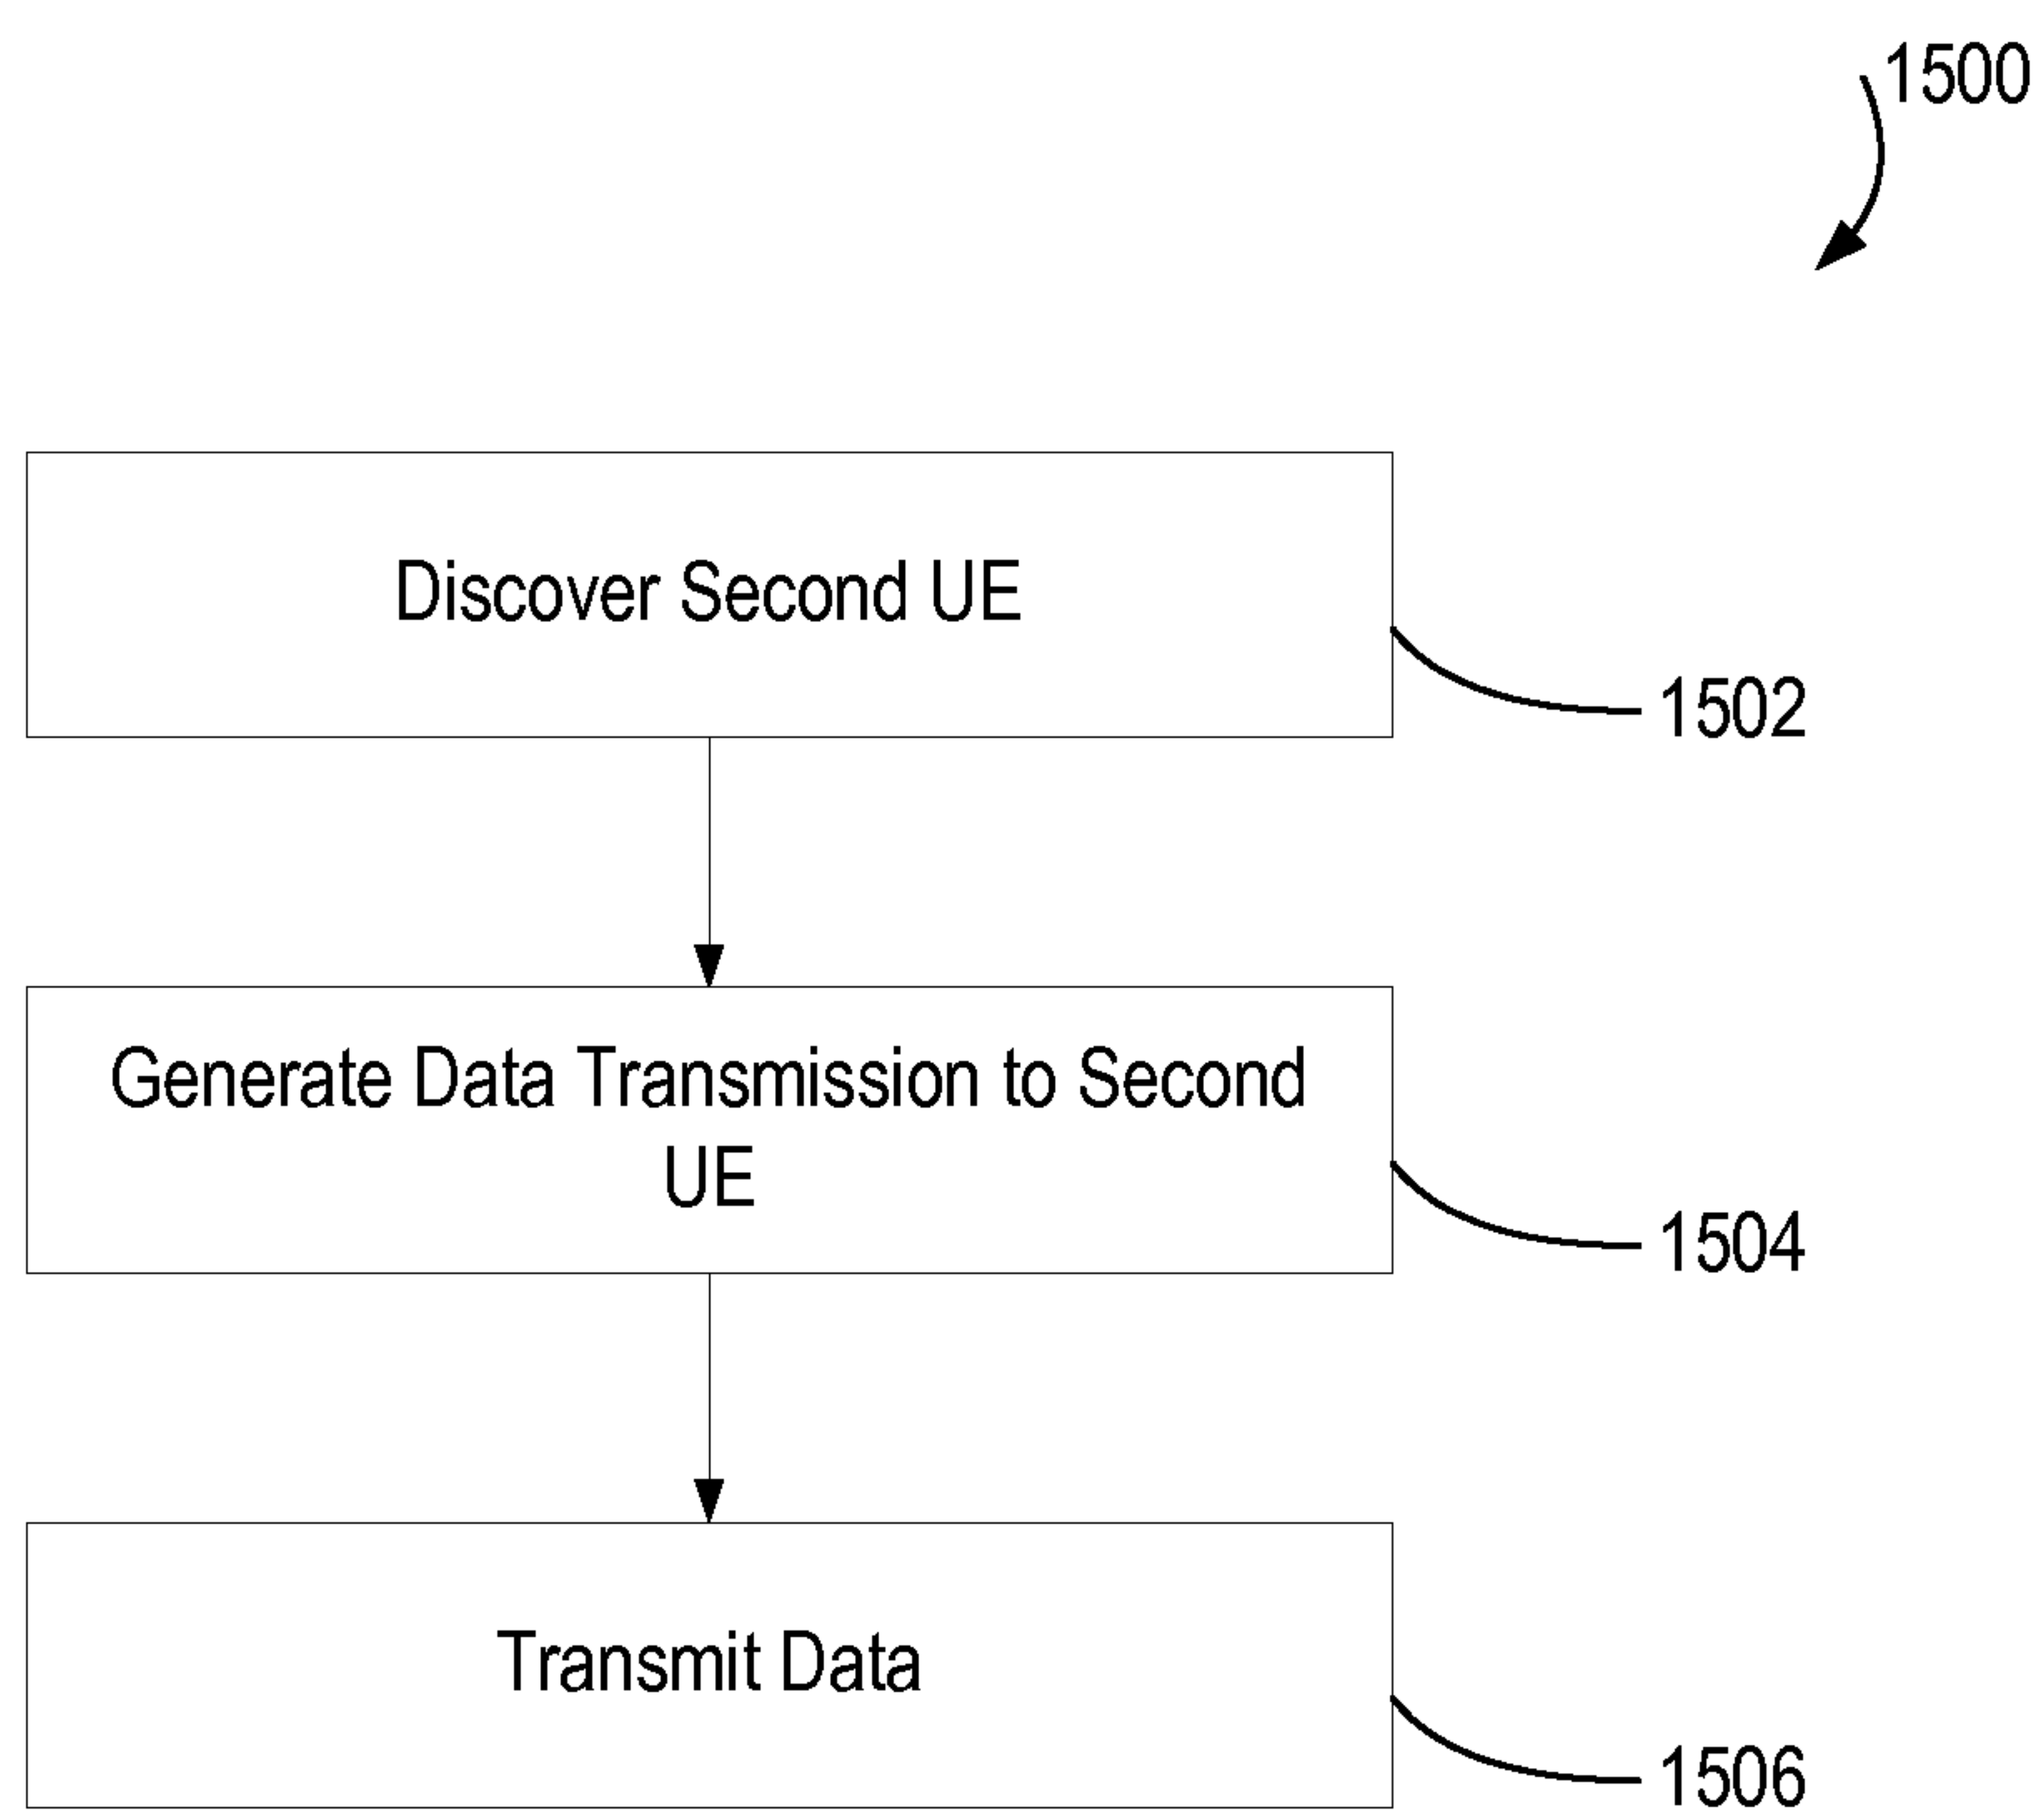 1500
Discover Second UE
1502
Generate Data Transmission to Second
UE
1504
Transmit Data
1506